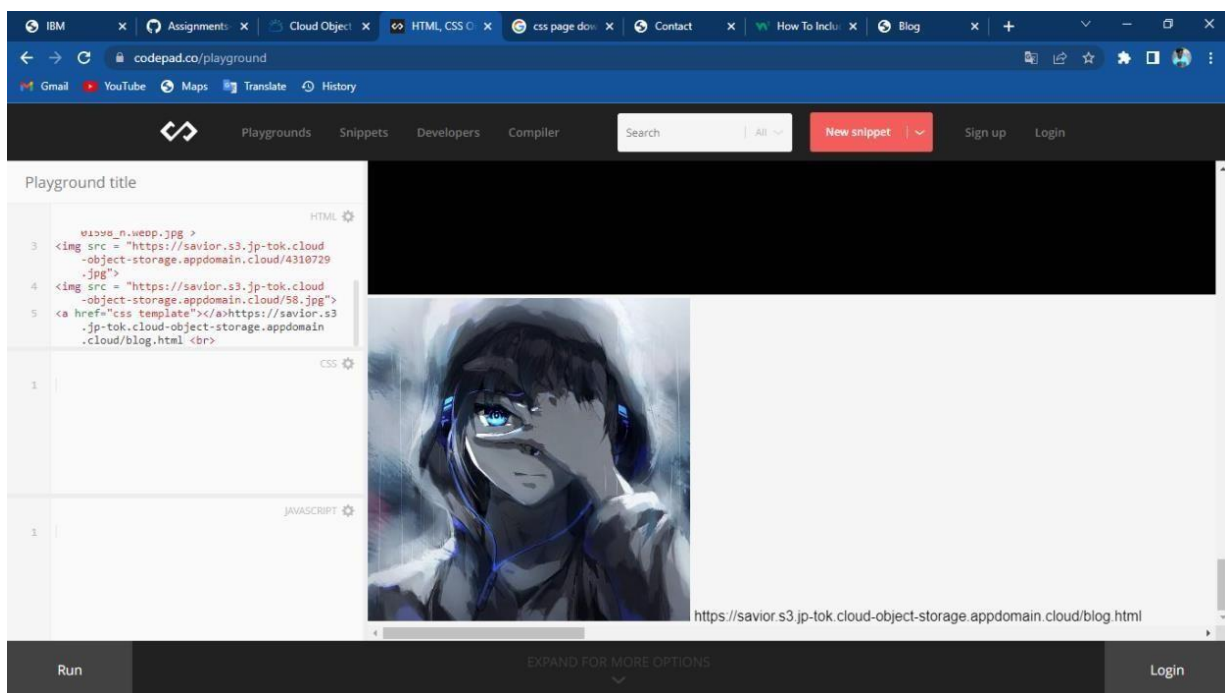 IBM
Assignments-
Cloud Object
HTML, CSS O
css page dow
Contact
How To Inclu
Blog
codepad.co/playground
Gmail
YouTube
Maps
Translate
History
Playgrounds
Snippets
Developers
Compiler
Search
All
New snippet
Sign up
Login
Playground title
HTML
01598_n.webp.jpg >
3 <img src = "https://savior.s3.jp-tok.cloud
-object-storage.appdomain.cloud/4310729
.jpg">
4 <img src = "https://savior.s3.jp-tok.cloud
-object-storage.appdomain.cloud/58.jpg">
5 <a href="css template"></a>https://savior.s3
.jp-tok.cloud-object-storage.appdomain
.cloud/blog.html <br>
CSS
1
JAVASCRIPT
1
https://savior.s3.jp-tok.cloud-object-storage.appdomain.cloud/blog.html
Run
EXPAND FOR MORE OPTIONS
Login